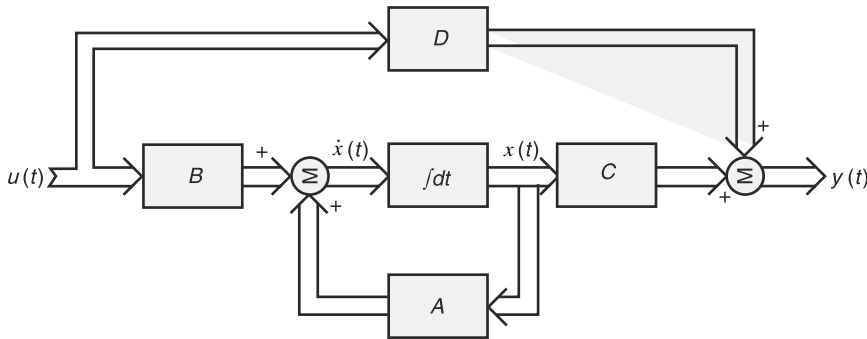 D
u(t)
+
B
M
+
ẋ(t)
∫dt
x(t)
C
+
M
+
y(t)
A